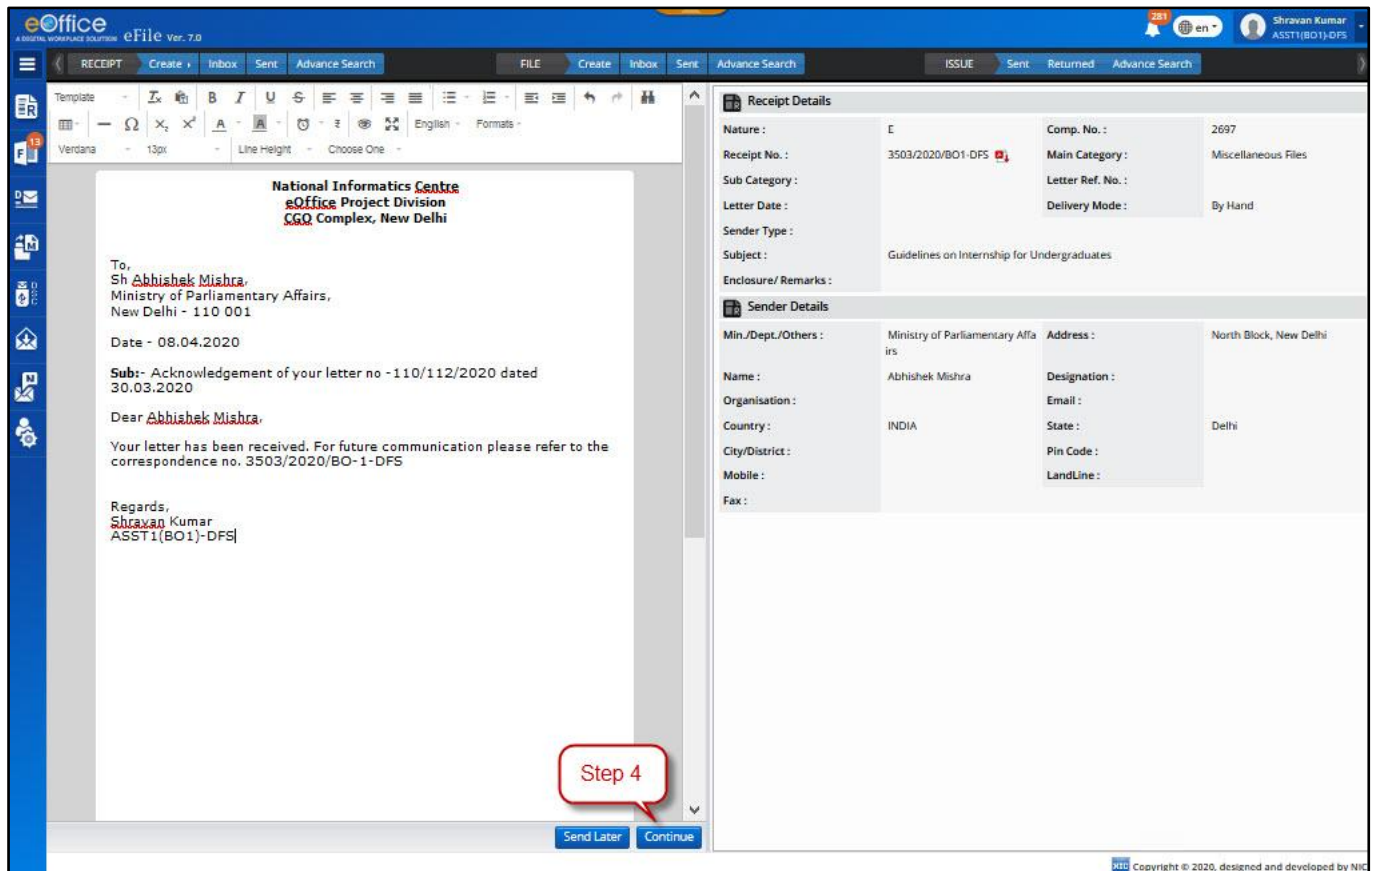 eOffice
A DIGITAL WORKPLACE SOLUTION eFile Ver. 7.0
281
en
Shravan Kumar
ASST1(BO1)-DFS
RECEIPT Create Inbox Sent Advance Search FILE Create Inbox Sent Advance Search ISSUE Sent Returned Advance Search
Template B I U S
Ω X₂ X² A A ₹ English Formats
Verdana 13px Line Height Choose One
R
13
F
D
M
DSC
N
National Informatics Centre
eOffice Project Division
CGO Complex, New Delhi
To,
Sh Abhishek Mishra,
Ministry of Parliamentary Affairs,
New Delhi - 110 001
Date - 08.04.2020
Sub:- Acknowledgement of your letter no -110/112/2020 dated
30.03.2020
Dear Abhishek Mishra,
Your letter has been received. For future communication please refer to the
correspondence no. 3503/2020/BO-1-DFS
Regards,
Shravan Kumar
ASST1(BO1)-DFS
Step 4
Send Later Continue
Receipt Details
Nature : E Comp. No. : 2697
Receipt No. : 3503/2020/BO1-DFS Main Category : Miscellaneous Files
Sub Category : Letter Ref. No. :
Letter Date : Delivery Mode : By Hand
Sender Type :
Subject : Guidelines on Internship for Undergraduates
Enclosure/ Remarks :
Sender Details
Min./Dept./Others : Ministry of Parliamentary Affa Address : North Block, New Delhi
irs
Name : Abhishek Mishra Designation :
Organisation : Email :
Country : INDIA State : Delhi
City/District : Pin Code :
Mobile : LandLine :
Fax :
NIC Copyright © 2020, designed and developed by NIC